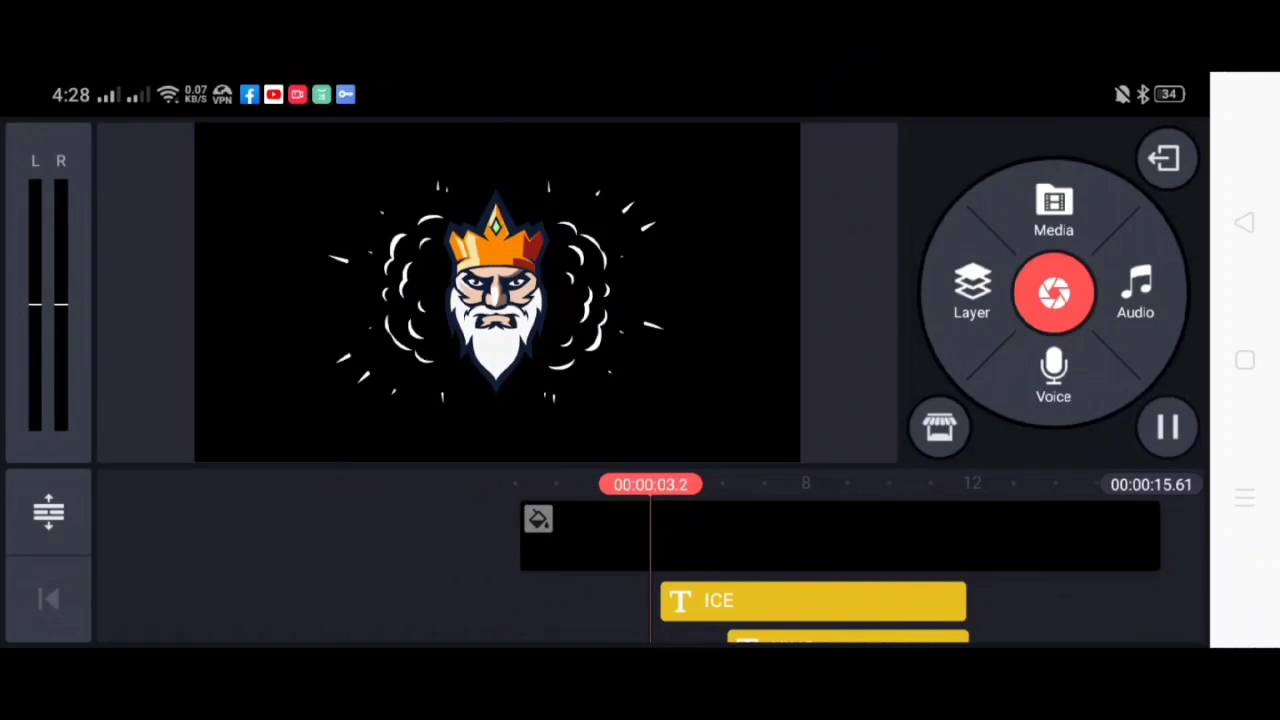 4:28 0.07 KB/S VPN 34
L R
Media
Layer
Audio
Voice
00:00:03.2 8 12 00:00:15.61
T ICE